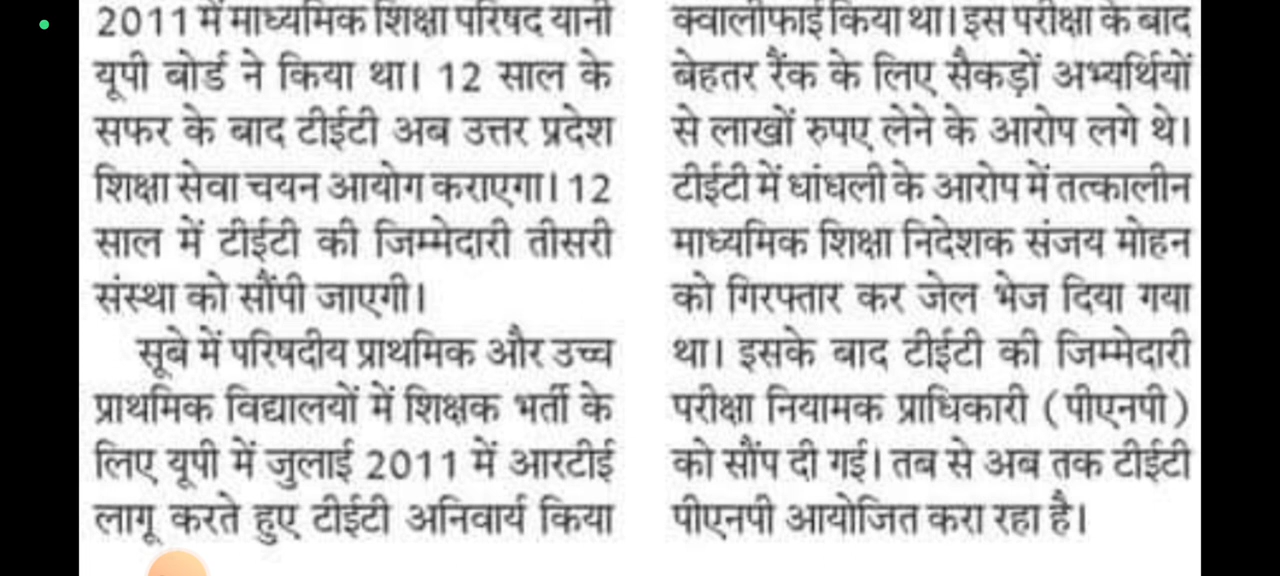 2011 में माध्यमिक शिक्षा परिषद यानी
यूपी बोर्ड ने किया था। 12 साल के
सफर के बाद टीईटी अब उत्तर प्रदेश
शिक्षा सेवा चयन आयोग कराएगा। 12
साल में टीईटी की जिम्मेदारी तीसरी
संस्था को सौंपी जाएगी।
सूबे में परिषदीय प्राथमिक और उच्च
प्राथमिक विद्यालयों में शिक्षक भर्ती के
लिए यूपी में जुलाई 2011 में आरटीई
लागू करते हुए टीईटी अनिवार्य किया
क्वालीफाई किया था। इस परीक्षा के बाद
बेहतर रैंक के लिए सैकड़ों अभ्यर्थियों
से लाखों रुपए लेने के आरोप लगे थे।
टीईटी में धांधली के आरोप में तत्कालीन
माध्यमिक शिक्षा निदेशक संजय मोहन
को गिरफ्तार कर जेल भेज दिया गया
था। इसके बाद टीईटी की जिम्मेदारी
परीक्षा नियामक प्राधिकारी (पीएनपी)
को सौंप दी गई। तब से अब तक टीईटी
पीएनपी आयोजित करा रहा है।